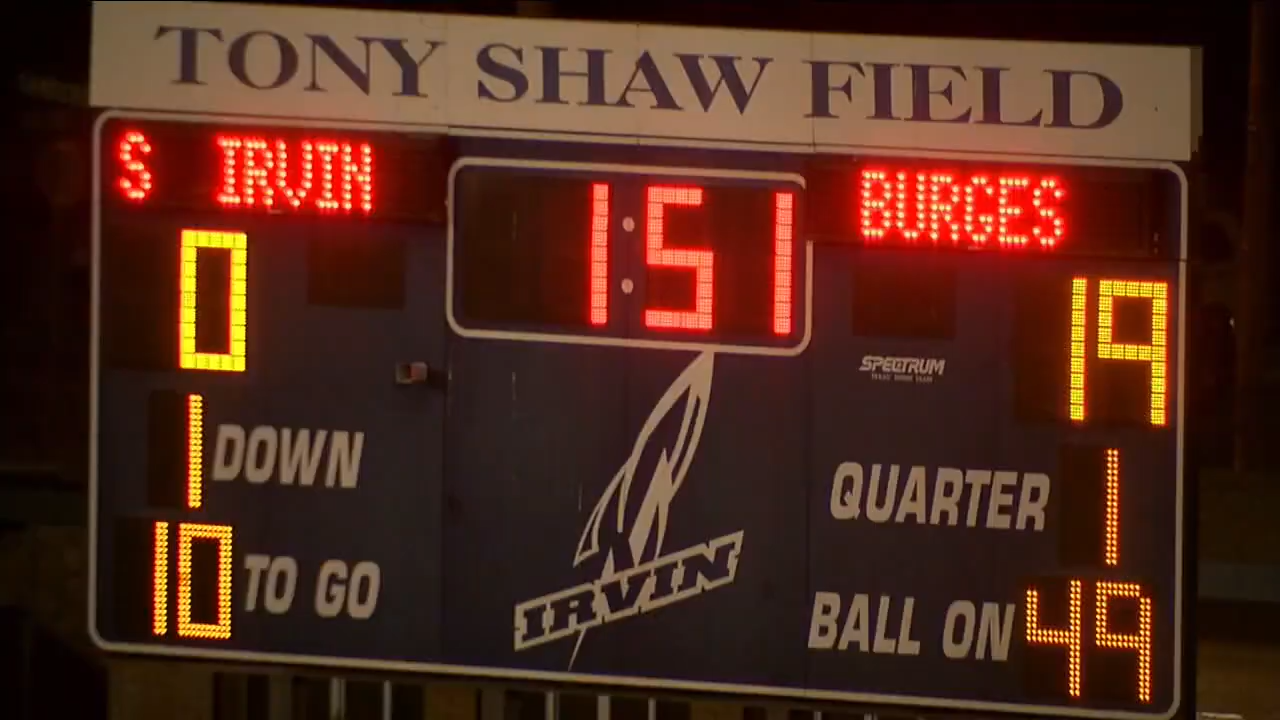 TONY SHAW FIELD
S IRVIN 1:51 BURGES
0 19
SPECTRUM
1 DOWN QUARTER 1
10 TO GO BALL ON 49
IRVIN